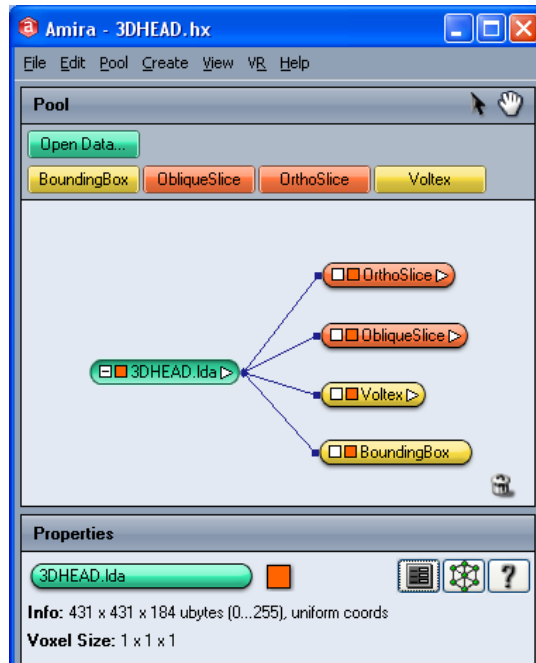 Amira - 3DHEAD.hx
File Edit Pool Create View VR Help
Pool
Open Data...
BoundingBox ObliqueSlice OrthoSlice Voltex
OrthoSlice
ObliqueSlice
3DHEAD.lda
Voltex
BoundingBox
Properties
3DHEAD.lda ?
Info: 431 x 431 x 184 ubytes (0...255), uniform coords
Voxel Size: 1 x 1 x 1